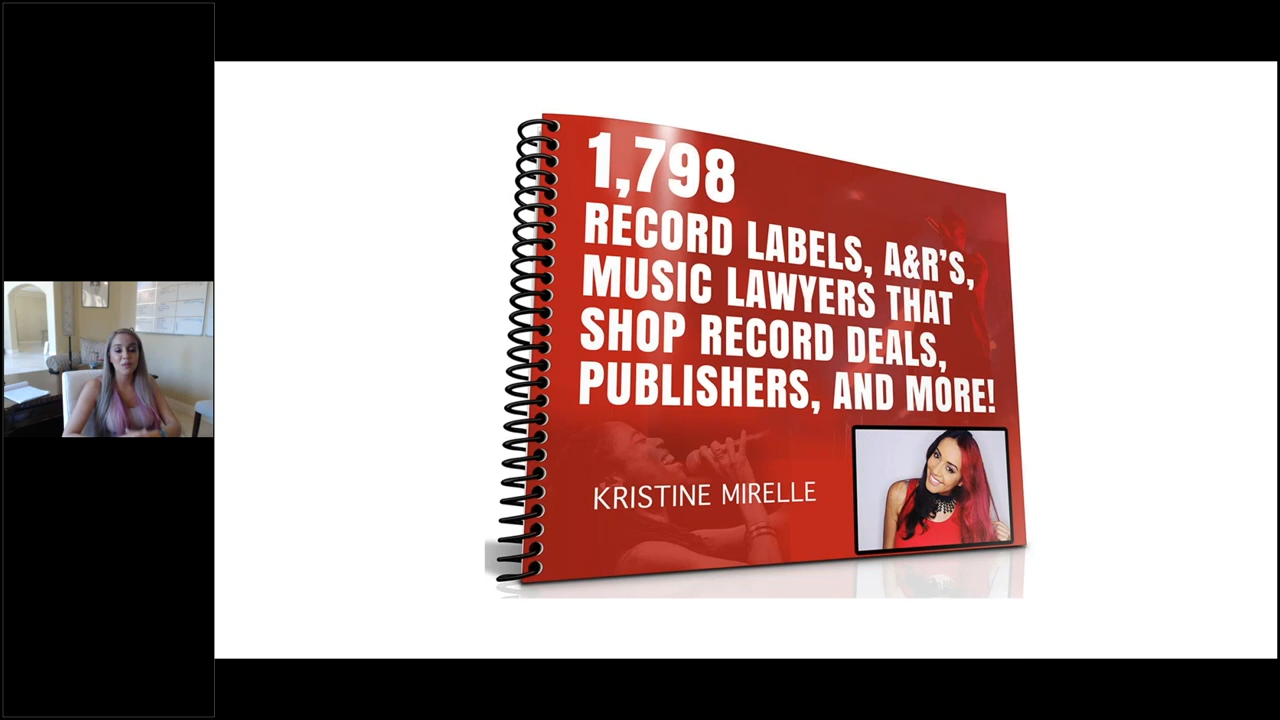 1,798
RECORD LABELS, A&R'S,
MUSIC LAWYERS THAT
SHOP RECORD DEALS,
PUBLISHERS, AND MORE!
KRISTINE MIRELLE